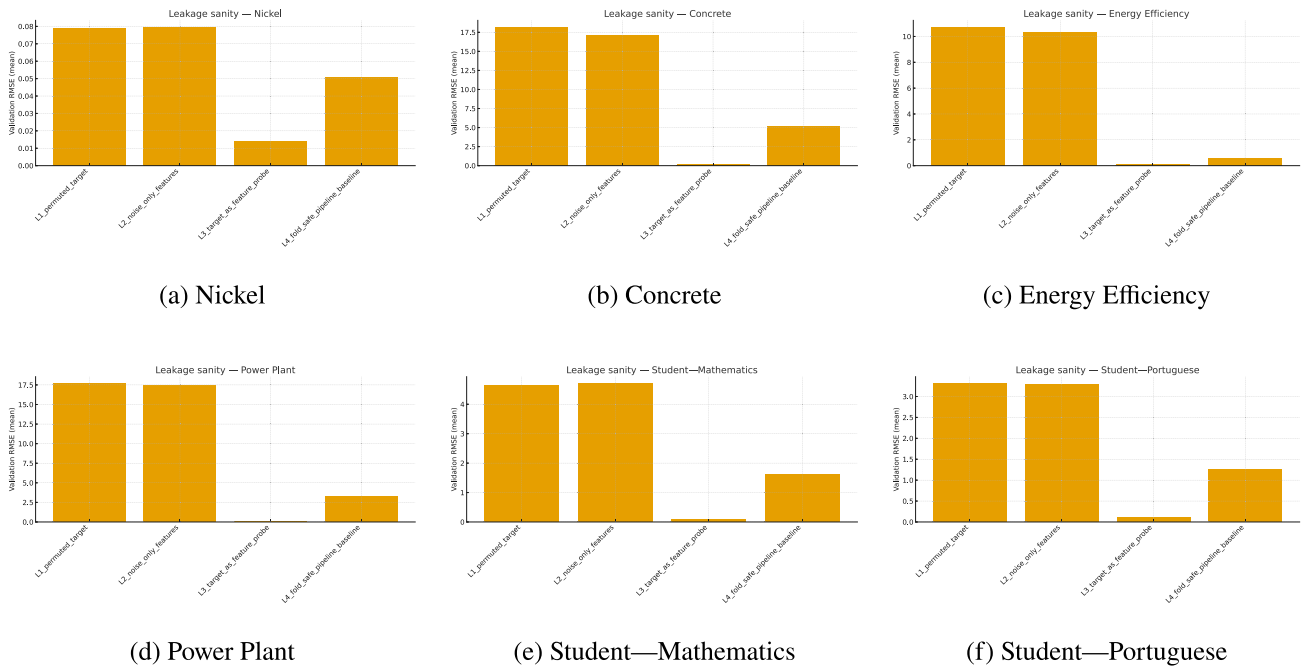 Leakage sanity — Nickel
Validation RMSE (mean)
0.08
0.07
0.06
0.05
0.04
0.03
0.02
0.01
0.00
L1_permuted_target
L2_noise_only_features
L3_target_as_feature_probe
L4_fold_safe_pipeline_baseline
(a) Nickel
Leakage sanity — Concrete
Validation RMSE (mean)
17.5
15.0
12.5
10.0
7.5
5.0
2.5
0.0
L1_permuted_target
L2_noise_only_features
L3_target_as_feature_probe
L4_fold_safe_pipeline_baseline
(b) Concrete
Leakage sanity — Energy Efficiency
Validation RMSE (mean)
10
8
6
4
2
0
L1_permuted_target
L2_noise_only_features
L3_target_as_feature_probe
L4_fold_safe_pipeline_baseline
(c) Energy Efficiency
Leakage sanity — Power Plant
Validation RMSE (mean)
17.5
15.0
12.5
10.0
7.5
5.0
2.5
0.0
L1_permuted_target
L2_noise_only_features
L3_target_as_feature_probe
L4_fold_safe_pipeline_baseline
(d) Power Plant
Leakage sanity — Student—Mathematics
Validation RMSE (mean)
4
3
2
1
0
L1_permuted_target
L2_noise_only_features
L3_target_as_feature_probe
L4_fold_safe_pipeline_baseline
(e) Student—Mathematics
Leakage sanity — Student—Portuguese
Validation RMSE (mean)
3.0
2.5
2.0
1.5
1.0
0.5
0.0
L1_permuted_target
L2_noise_only_features
L3_target_as_feature_probe
L4_fold_safe_pipeline_baseline
(f) Student—Portuguese